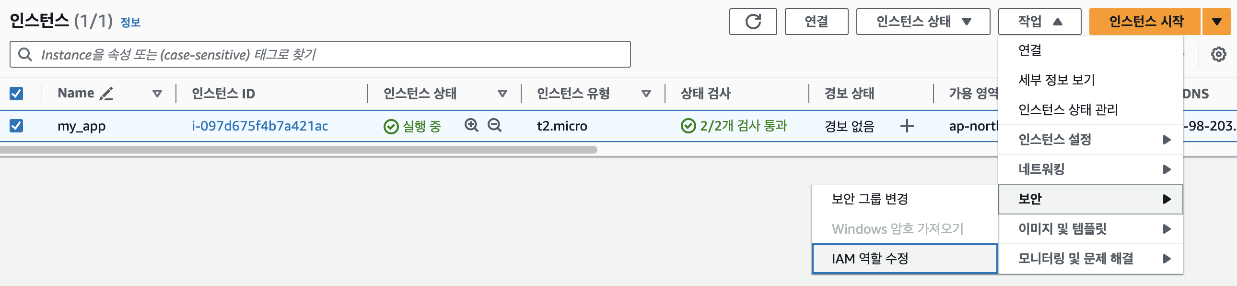 인스턴스 (1/1) 정보
연결 인스턴스 상태 작업 인스턴스 시작
Instance을 속성 또는 (case-sensitive) 태그로 찾기
Name 인스턴스 ID 인스턴스 상태 인스턴스 유형 상태 검사 경보 상태 가용 영역 DNS
my_app i-097d675f4b7a421ac 실행 중 t2.micro 2/2개 검사 통과 경보 없음 ap-north -98-203.
연결
세부 정보 보기
인스턴스 상태 관리
인스턴스 설정
네트워킹
보안
이미지 및 템플릿
모니터링 및 문제 해결
보안 그룹 변경
Windows 암호 가져오기
IAM 역할 수정